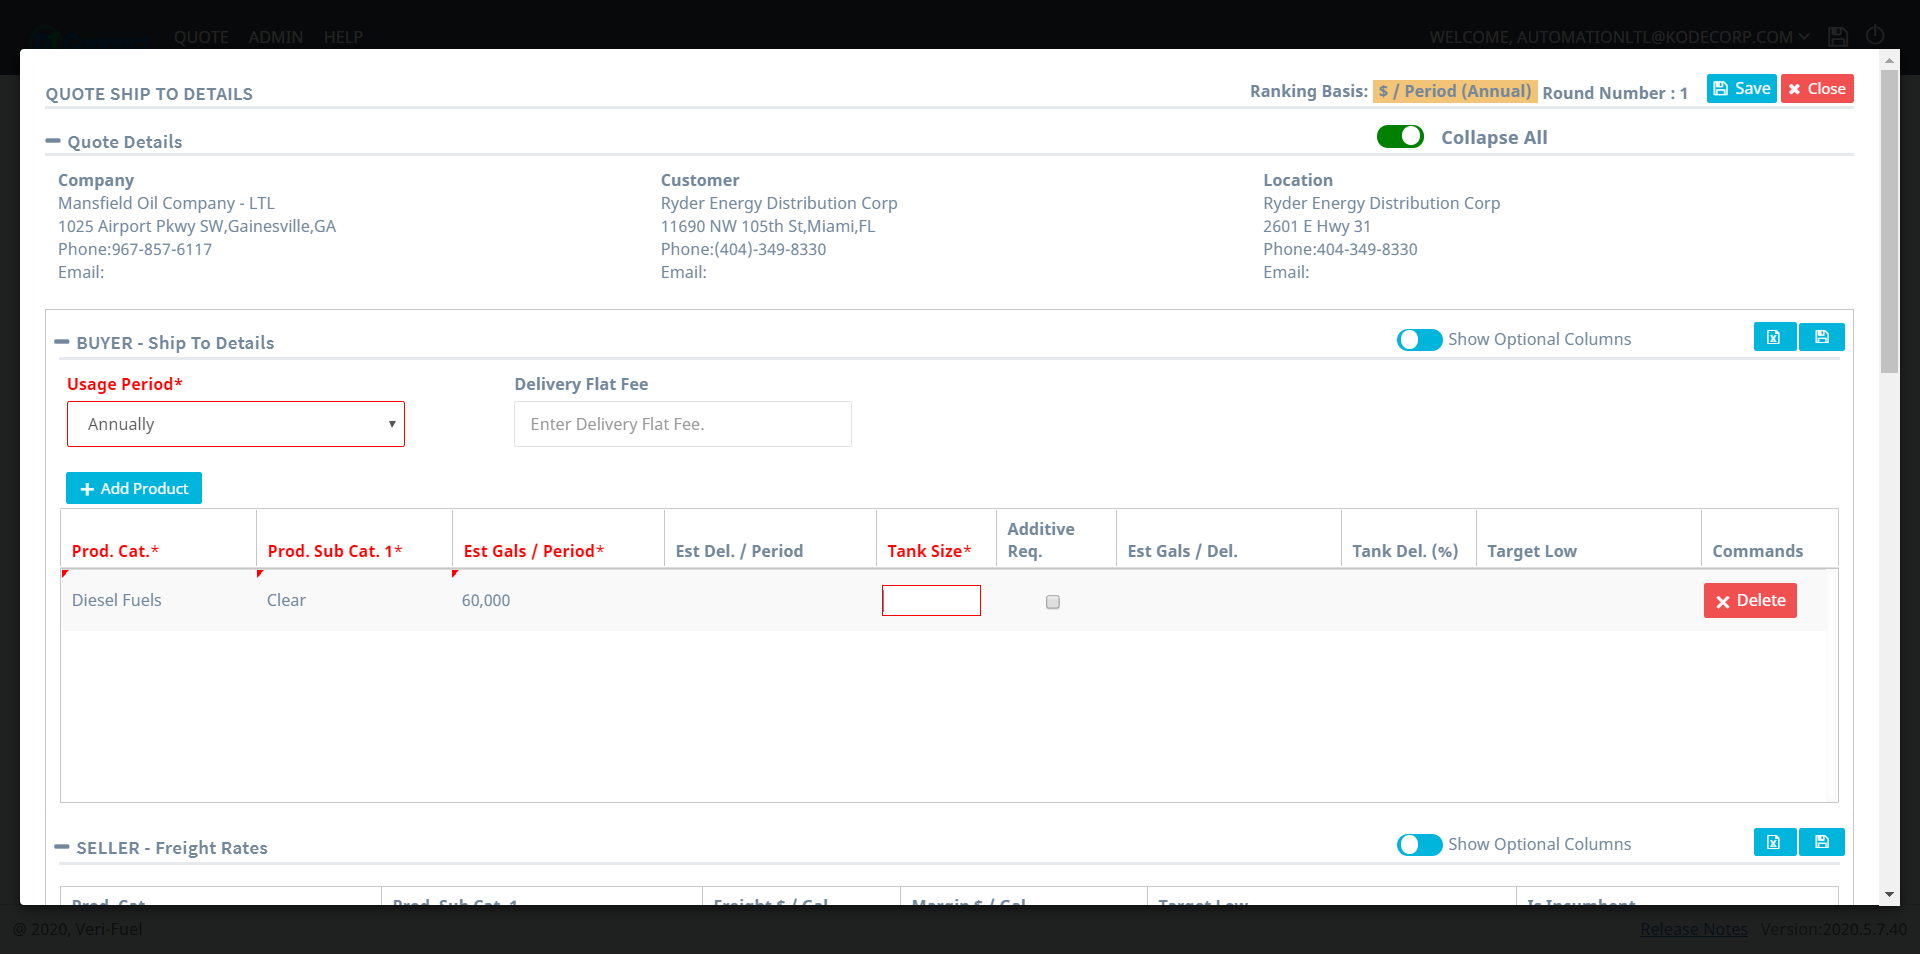 QUOTE ADMIN HELP
WELCOME, AUTOMATIONLTL@KODECORP.COM
QUOTE SHIP TO DETAILS
Ranking Basis: $ / Period (Annual) Round Number : 1
Save
Close
Quote Details
Collapse All
Company
Mansfield Oil Company - LTL
1025 Airport Pkwy SW,Gainesville,GA
Phone:967-857-6117
Email:
Customer
Ryder Energy Distribution Corp
11690 NW 105th St,Miami,FL
Phone:(404)-349-8330
Email:
Location
Ryder Energy Distribution Corp
2601 E Hwy 31
Phone:404-349-8330
Email:
BUYER - Ship To Details
Show Optional Columns
Usage Period*
Annually
Delivery Flat Fee
Enter Delivery Flat Fee.
Add Product
Prod. Cat.* Prod. Sub Cat. 1* Est Gals / Period* Est Del. / Period Tank Size* Additive Req. Est Gals / Del. Tank Del. (%) Target Low Commands
Diesel Fuels Clear 60,000 Delete
SELLER - Freight Rates
Show Optional Columns
Prod. Cat. Prod. Sub Cat. 1 Freight $ / Gal Margin $ / Gal Target Low Is Incumbent
@ 2020, Veri-Fuel
Release Notes Version:2020.5.7.40